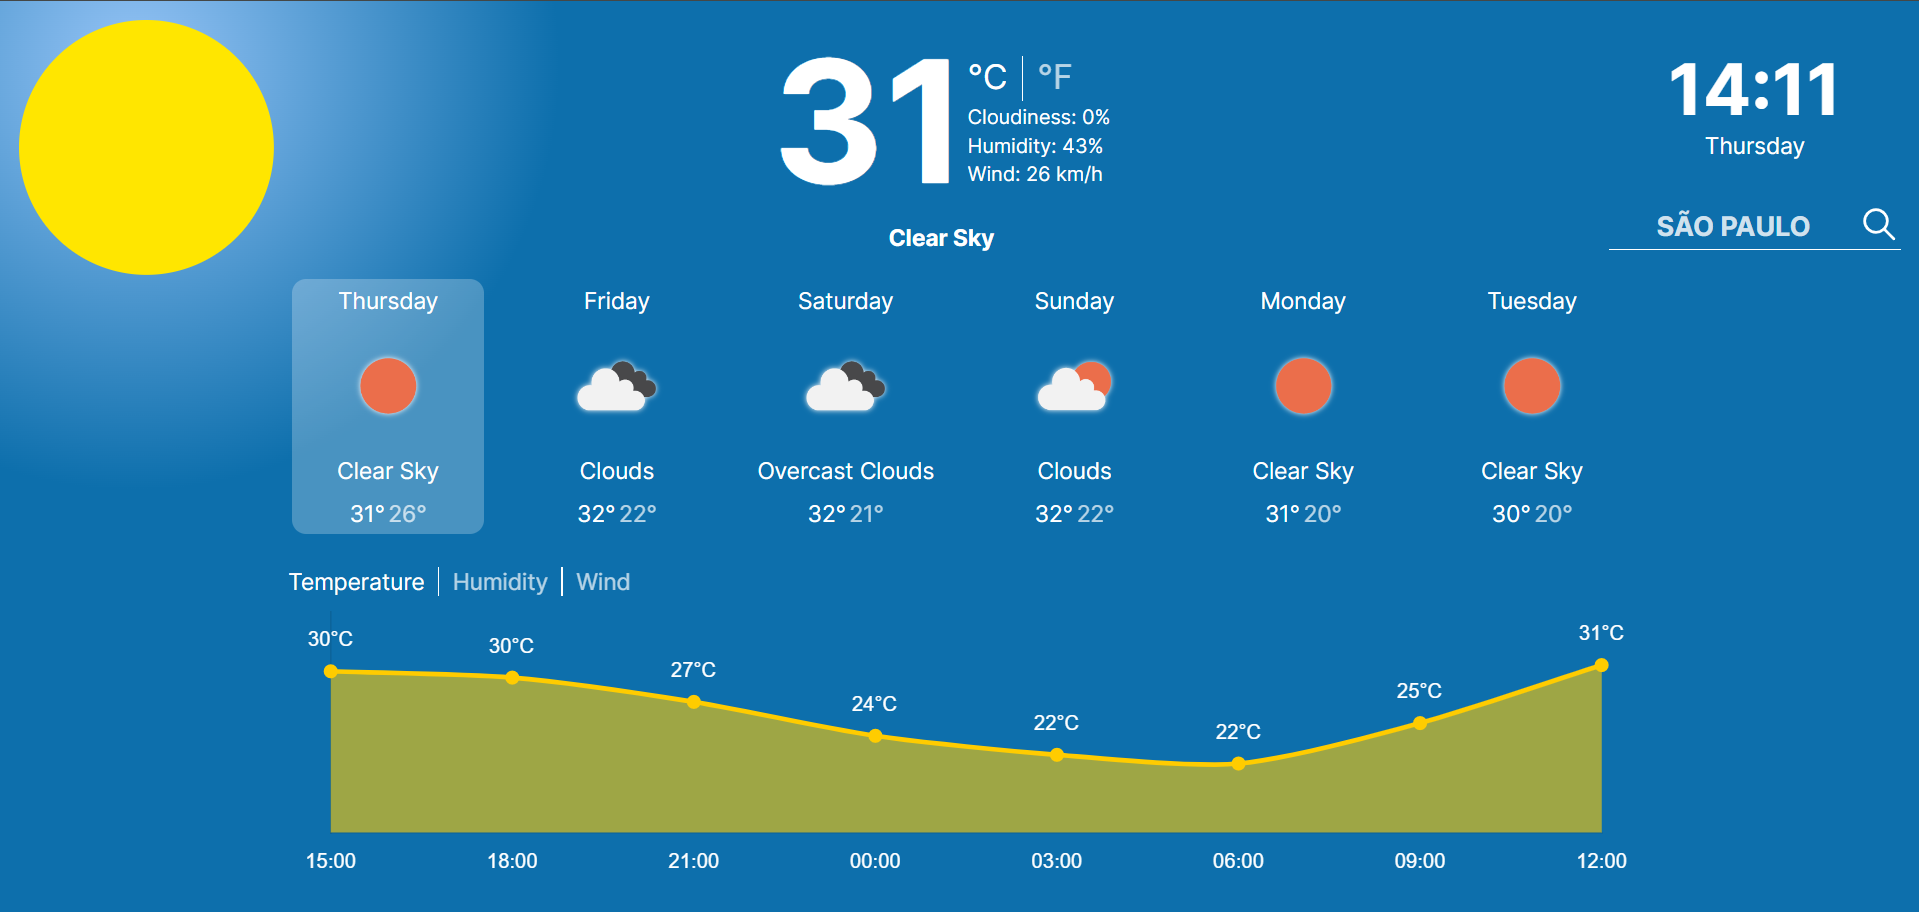 31
°C | °F
Cloudiness: 0%
Humidity: 43%
Wind: 26 km/h
Clear Sky
14:11
Thursday
SÃO PAULO
Thursday
Clear Sky
31° 26°
Friday
Clouds
32° 22°
Saturday
Overcast Clouds
32° 21°
Sunday
Clouds
32° 22°
Monday
Clear Sky
31° 20°
Tuesday
Clear Sky
30° 20°
Temperature | Humidity | Wind
30°C 30°C 27°C 24°C 22°C 22°C 25°C 31°C
15:00 18:00 21:00 00:00 03:00 06:00 09:00 12:00